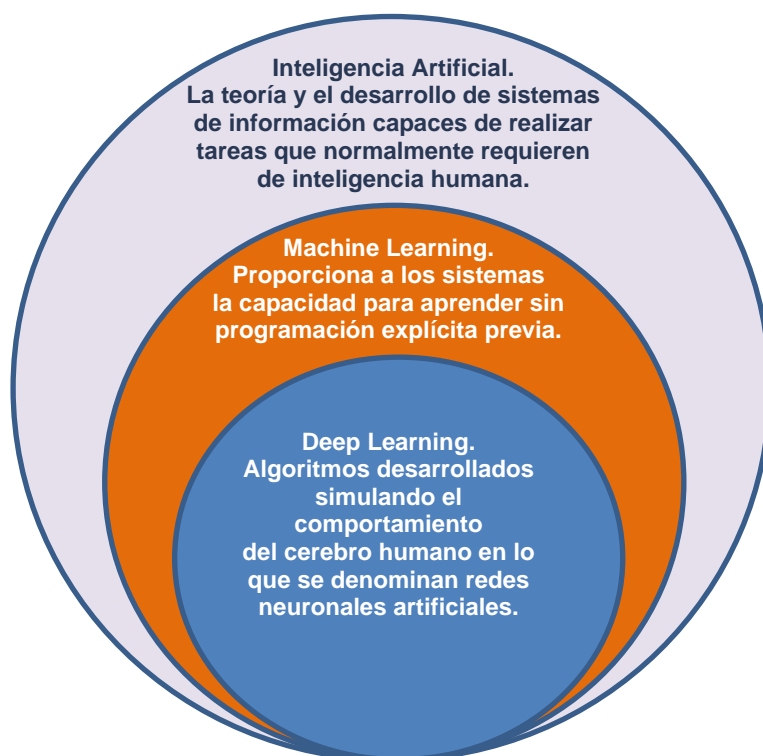 Inteligencia Artificial.
La teoría y el desarrollo de sistemas
de información capaces de realizar
tareas que normalmente requieren
de inteligencia humana.
Machine Learning.
Proporciona a los sistemas
la capacidad para aprender sin
programación explícita previa.
Deep Learning.
Algoritmos desarrollados
simulando el
comportamiento
del cerebro humano en lo
que se denominan redes
neuronales artificiales.